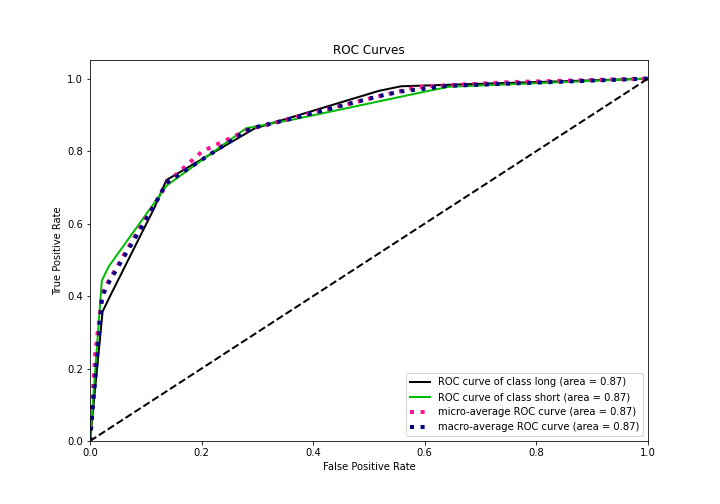 ROC Curves
True Positive Rate
1.0
0.8
0.6
0.4
0.2
0.0
0.0 0.2 0.4 0.6 0.8 1.0
False Positive Rate
ROC curve of class long (area = 0.87)
ROC curve of class short (area = 0.87)
micro-average ROC curve (area = 0.87)
macro-average ROC curve (area = 0.87)